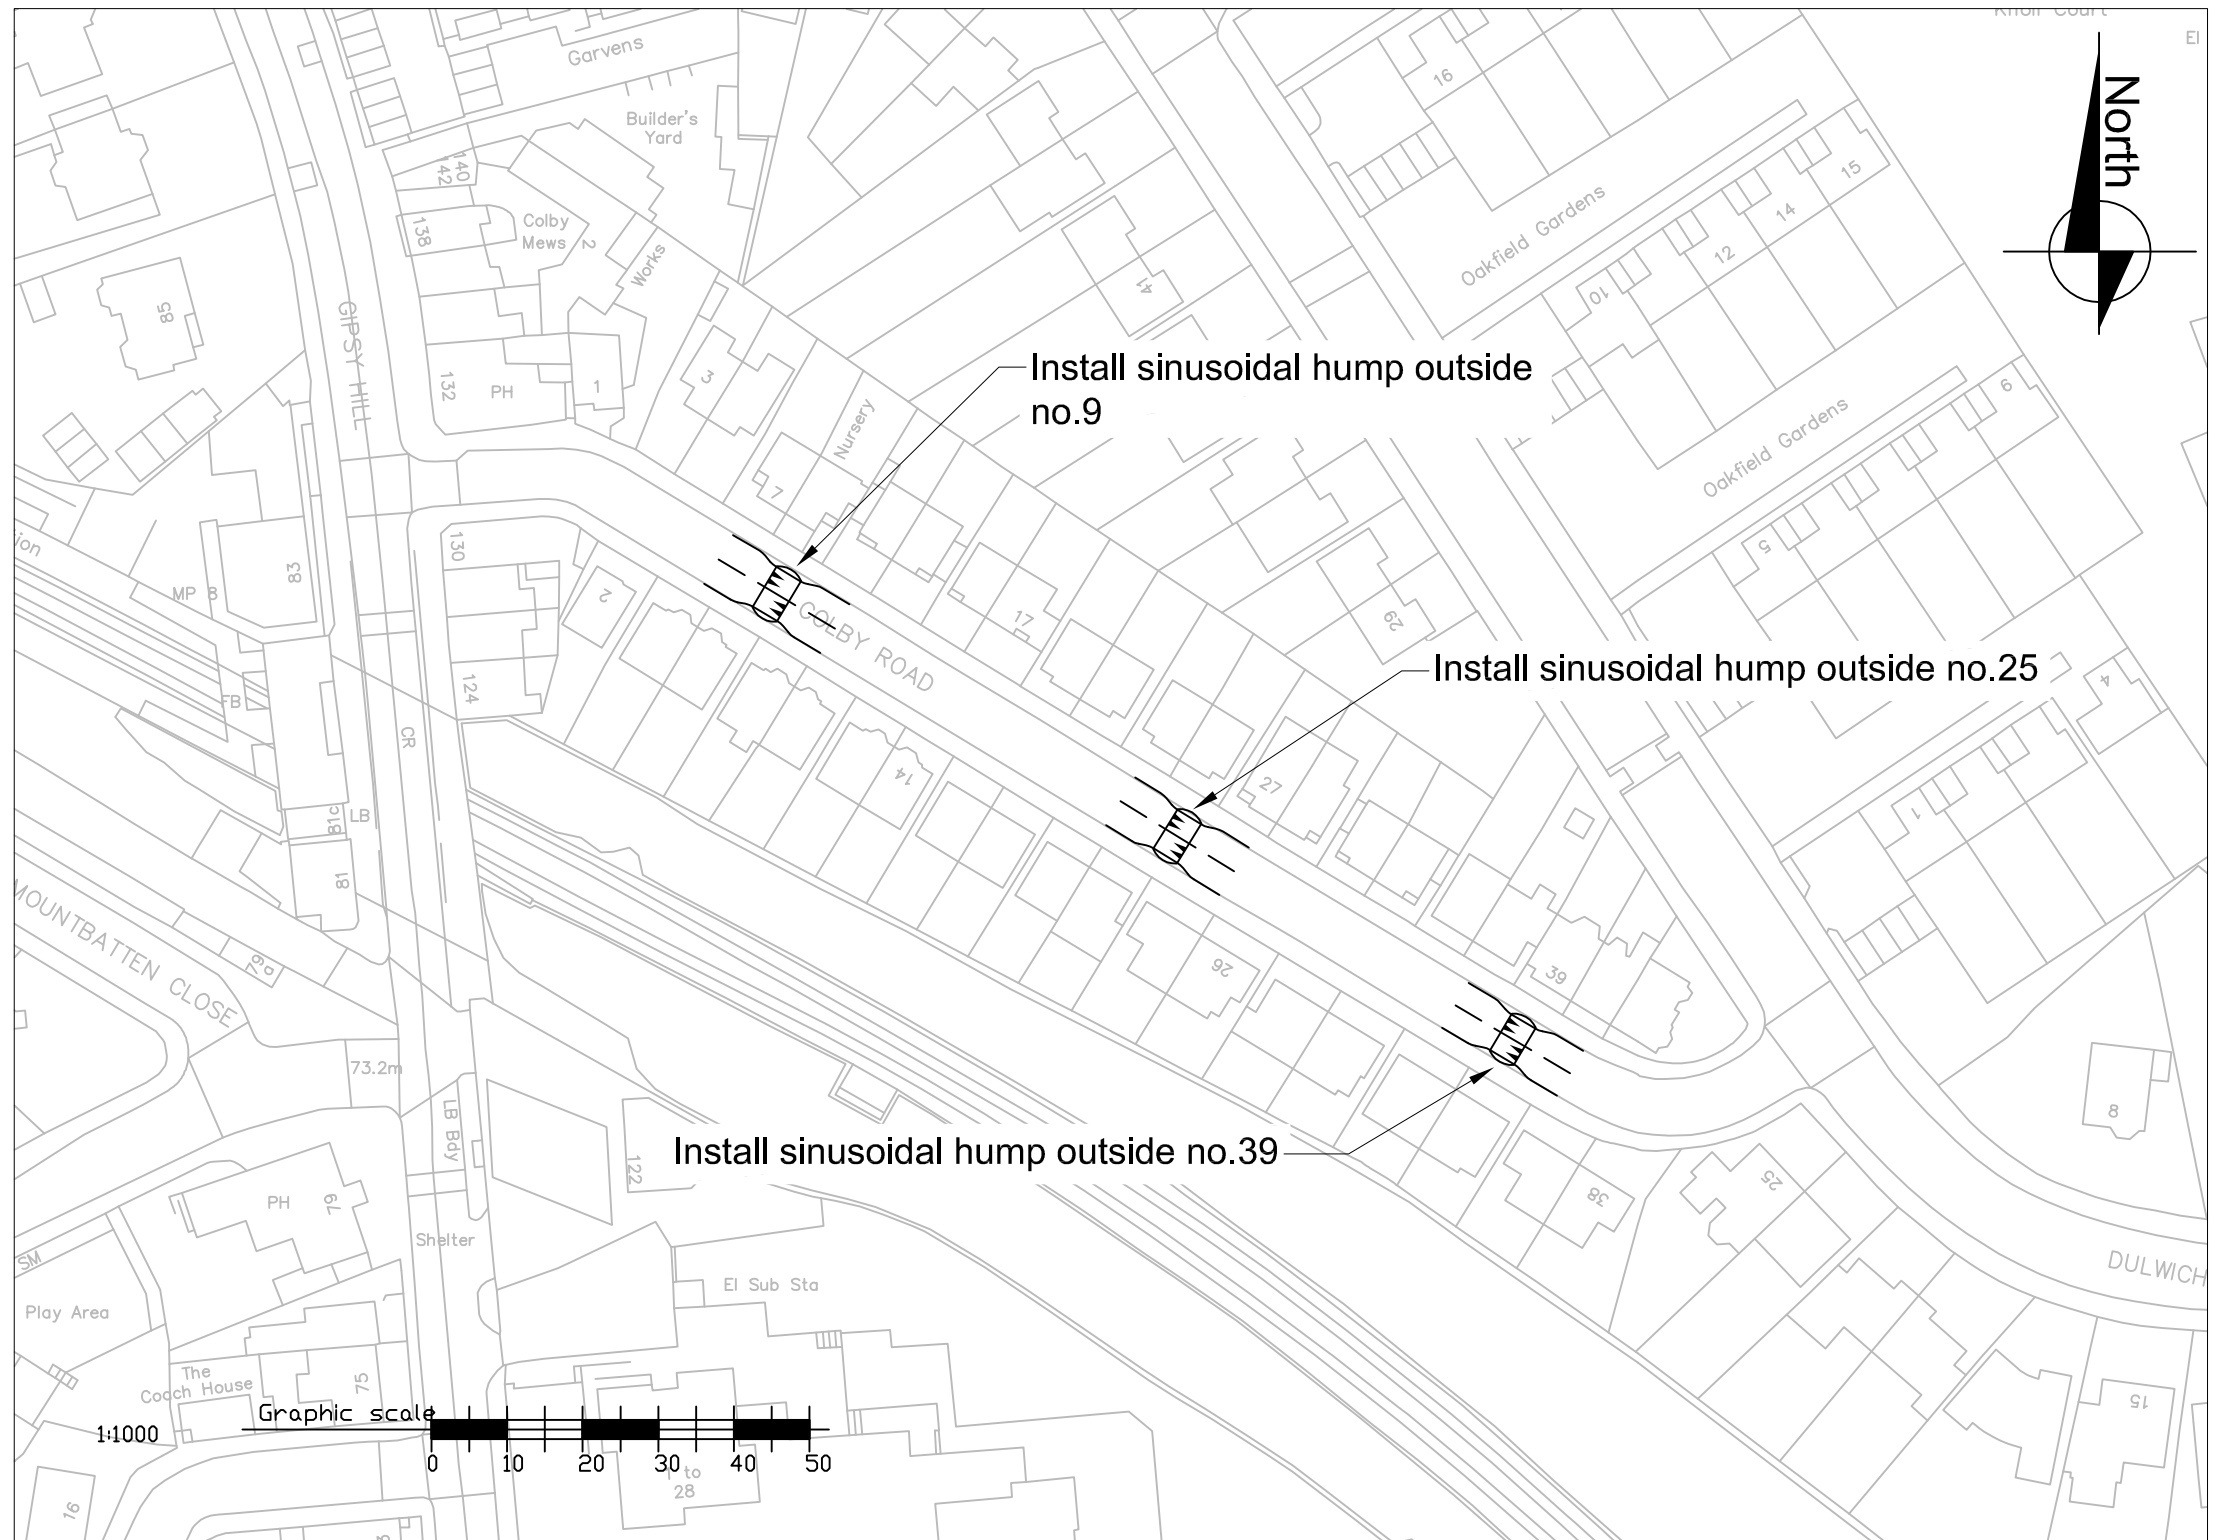 Garvens
Builder's
Yard
140
142
138
Colby
Mews
2
Works
85
GIPSY HILL
132
PH
1
3
Nursery
7
41
16
Oakfield Gardens
15
14
12
10
El
North
Install sinusoidal hump outside
no.9
6
Oakfield Gardens
5
83
MP 8
130
2
COLBY ROAD
17
29
Install sinusoidal hump outside no.25
4
FB
CR
124
14
27
1
81c
LB
81
MOUNTBATTEN CLOSE
79a
26
39
73.2m
LB Bdy
122
Install sinusoidal hump outside no.39
38
25
8
DULWICH
PH
79
Shelter
SM
Play Area
El Sub Sta
The
Coach House
75
15
Graphic scale
1:1000
0 10 20 30 40 50
to
28
16